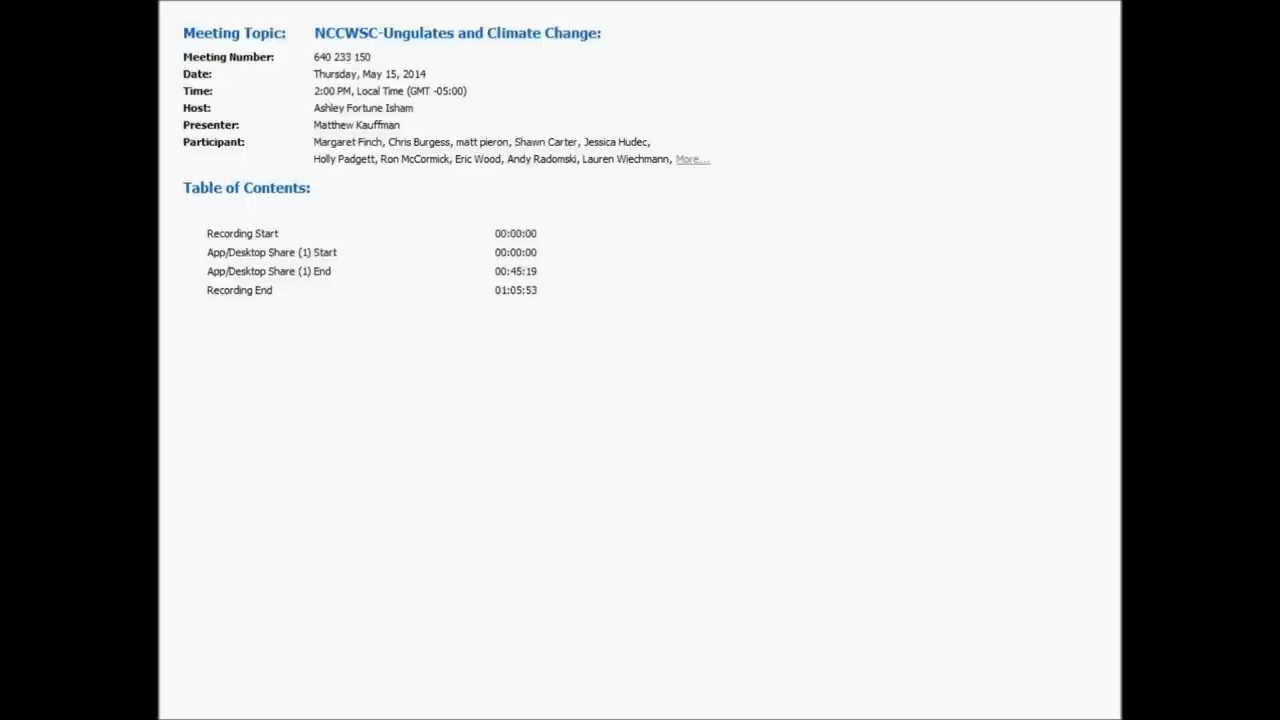 Meeting Topic: NCCWSC-Ungulates and Climate Change:
Meeting Number: 640 233 150
Date: Thursday, May 15, 2014
Time: 2:00 PM, Local Time (GMT -05:00)
Host: Ashley Fortune Isham
Presenter: Matthew Kauffman
Participant: Margaret Finch, Chris Burgess, matt pieron, Shawn Carter, Jessica Hudec,
Holly Padgett, Ron McCormick, Eric Wood, Andy Radomski, Lauren Wiechmann, More...
Table of Contents:
Recording Start 00:00:00
App/Desktop Share (1) Start 00:00:00
App/Desktop Share (1) End 00:45:19
Recording End 01:05:53